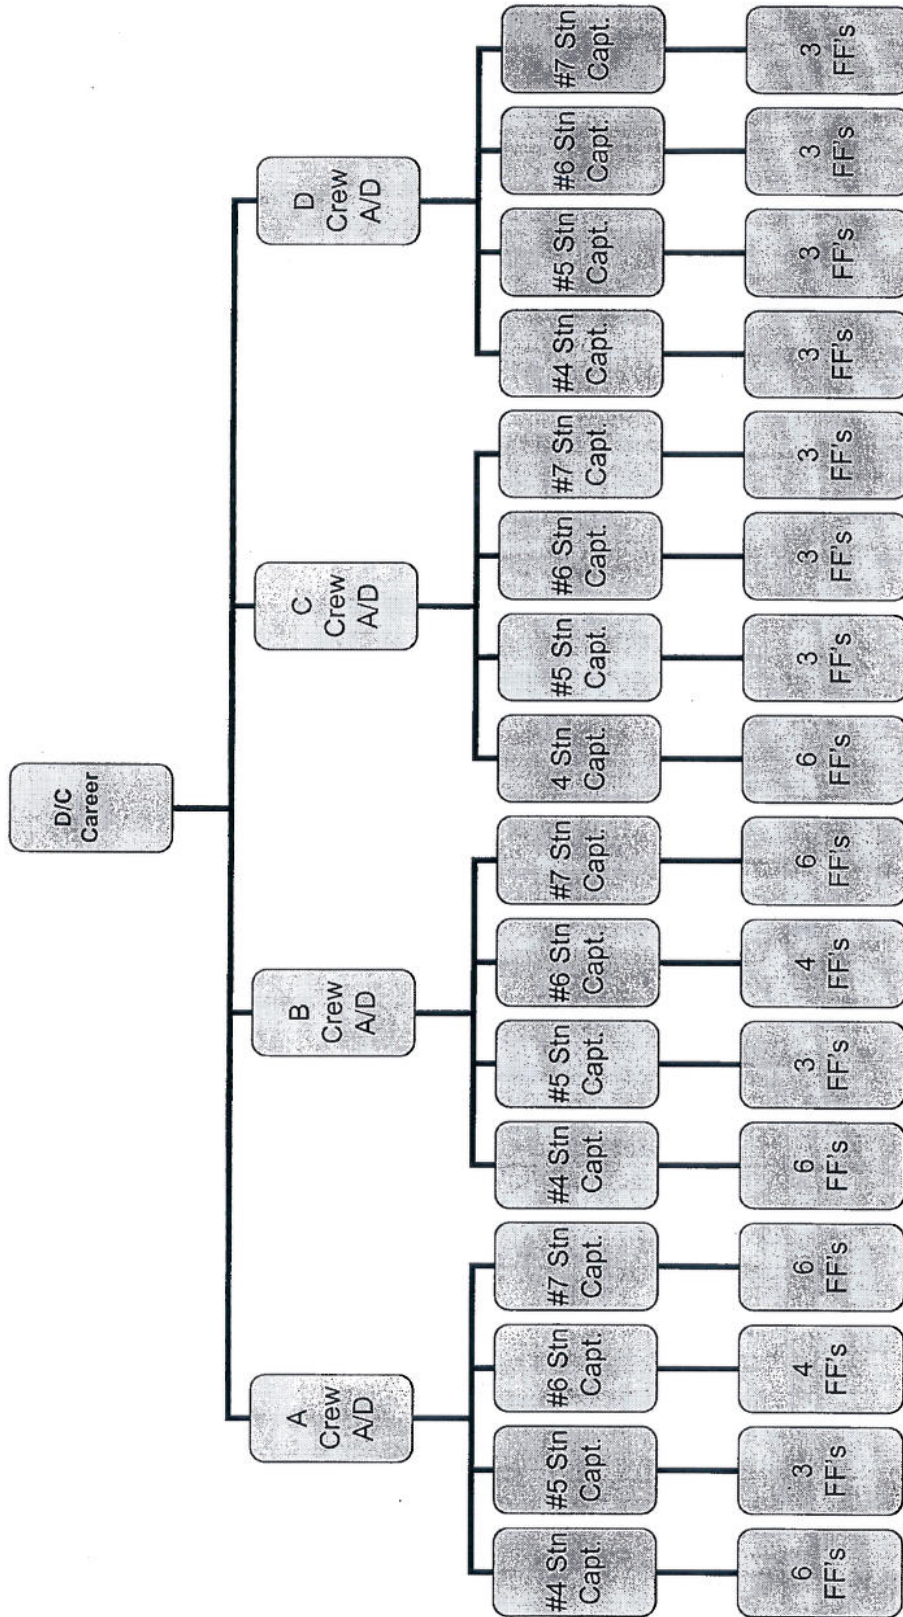 D/C
Career
A
Crew
A/D
B
Crew
A/D
C
Crew
A/D
D
Crew
A/D
#4 Stn
Capt.
#5 Stn
Capt.
#6 Stn
Capt.
#7 Stn
Capt.
#4 Stn
Capt.
#5 Stn
Capt.
#6 Stn
Capt.
#7 Stn
Capt.
4 Stn
Capt.
#5 Stn
Capt.
#6 Stn
Capt.
#7 Stn
Capt.
#4 Stn
Capt.
#5 Stn
Capt.
#6 Stn
Capt.
#7 Stn
Capt.
6
FF's
3
FF's
4
FF's
6
FF's
6
FF's
3
FF's
4
FF's
6
FF's
6
FF's
3
FF's
3
FF's
3
FF's
3
FF's
3
FF's
3
FF's
3
FF's